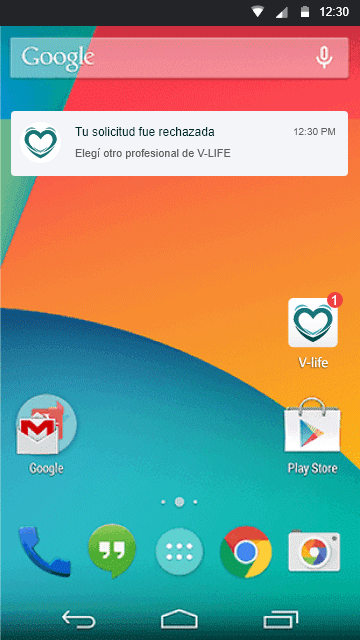 12:30
Google
Tu solicitud fue rechazada 12:30 PM
Elegí otro profesional de V-LIFE
1
V-life
Google
Play Store